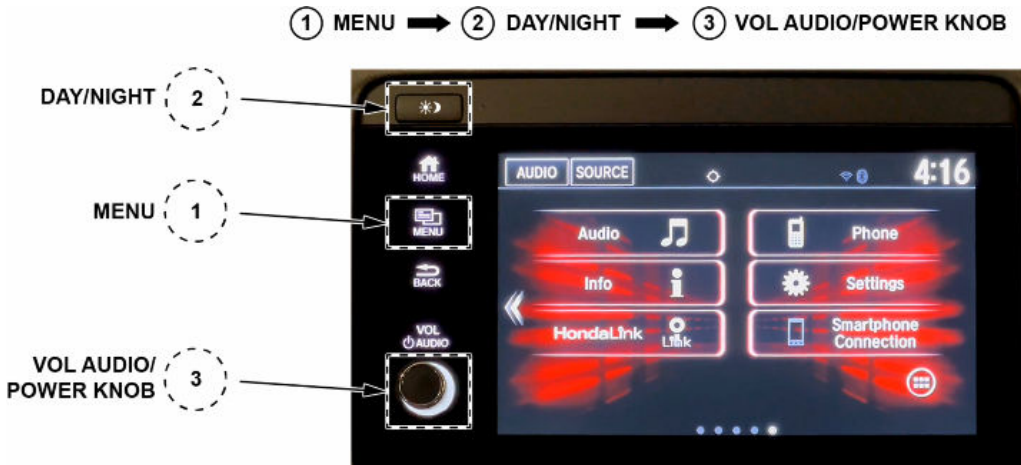 1 MENU → 2 DAY/NIGHT → 3 VOL AUDIO/POWER KNOB
DAY/NIGHT 2
HOME
MENU 1
MENU
BACK
VOL
AUDIO
VOL AUDIO/
POWER KNOB 3
AUDIO SOURCE 4:16
Audio Phone
Info Settings
HondaLink Link Smartphone
Connection